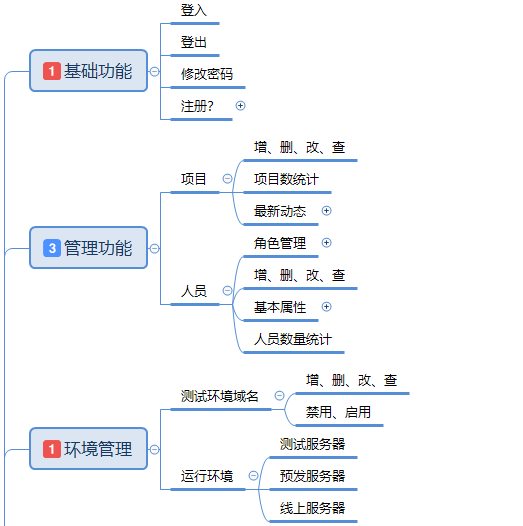 1 基础功能
登入
登出
修改密码
注册?
3 管理功能
项目
增、删、改、查
项目数统计
最新动态
人员
角色管理
增、删、改、查
基本属性
人员数量统计
1 环境管理
测试环境域名
增、删、改、查
禁用、启用
运行环境
测试服务器
预发服务器
线上服务器